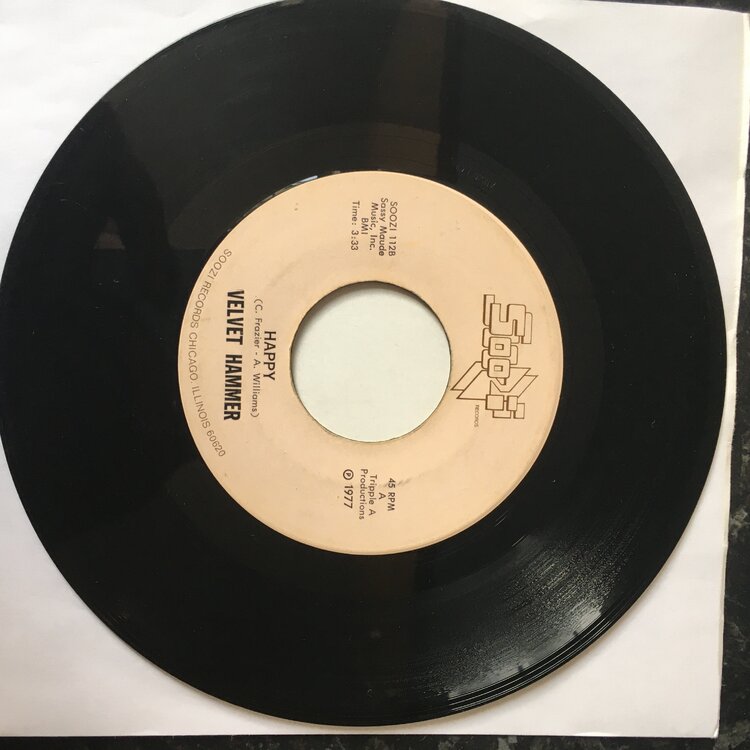 Soozi
RECORDS
SOOZI 112B
Sassy Maude
Music, Inc.
BMI
Time: 3:33
45 RPM
A
Tripple A
Productions
℗ 1977
HAPPY
(C. Frazier - A. Williams)
VELVET HAMMER
SOOZI RECORDS CHICAGO, ILLINOIS 60620